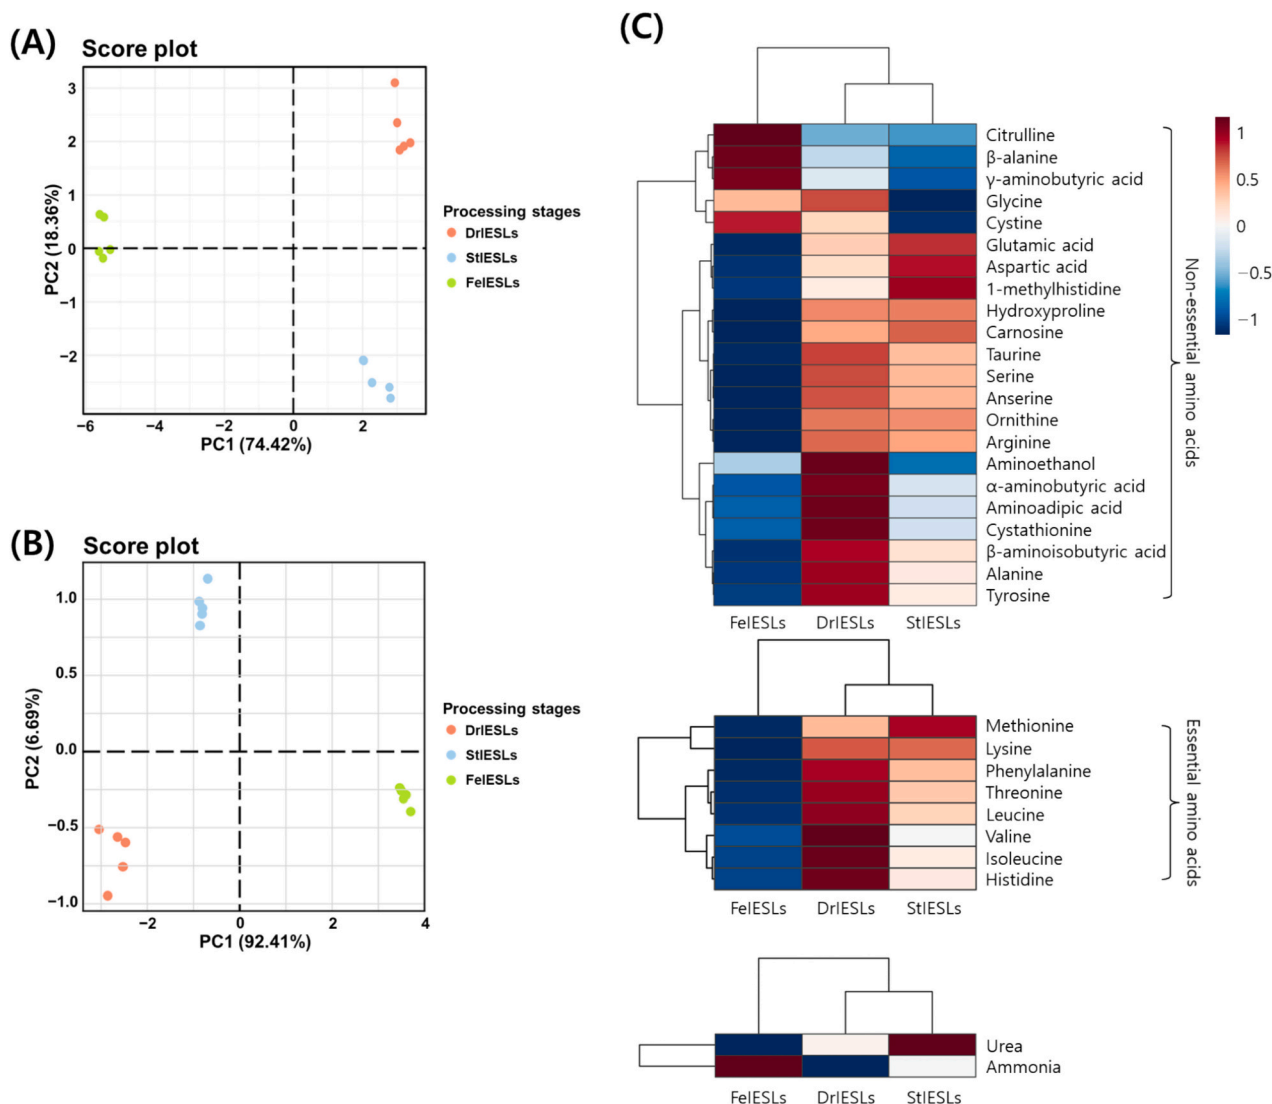 (A)
Score plot
3
2
1
0
−1
−2
−6
−4
−2
0
2
PC2 (18.36%)
PC1 (74.42%)
Processing stages
DrIESLs
StIESLs
FeIESLs
(B)
Score plot
1.0
0.5
0.0
−0.5
−1.0
−2
0
2
4
PC2 (6.69%)
PC1 (92.41%)
Processing stages
DrIESLs
StIESLs
FeIESLs
(C)
Citrulline
β-alanine
γ-aminobutyric acid
Glycine
Cystine
Glutamic acid
Aspartic acid
1-methylhistidine
Hydroxyproline
Carnosine
Taurine
Serine
Anserine
Ornithine
Arginine
Aminoethanol
α-aminobutyric acid
Aminoadipic acid
Cystathionine
β-aminoisobutyric acid
Alanine
Tyrosine
Non-essential amino acids
1
0.5
0
−0.5
−1
FeIESLs DrIESLs StIESLs
Methionine
Lysine
Phenylalanine
Threonine
Leucine
Valine
Isoleucine
Histidine
Essential amino acids
FeIESLs DrIESLs StIESLs
Urea
Ammonia
FeIESLs DrIESLs StIESLs